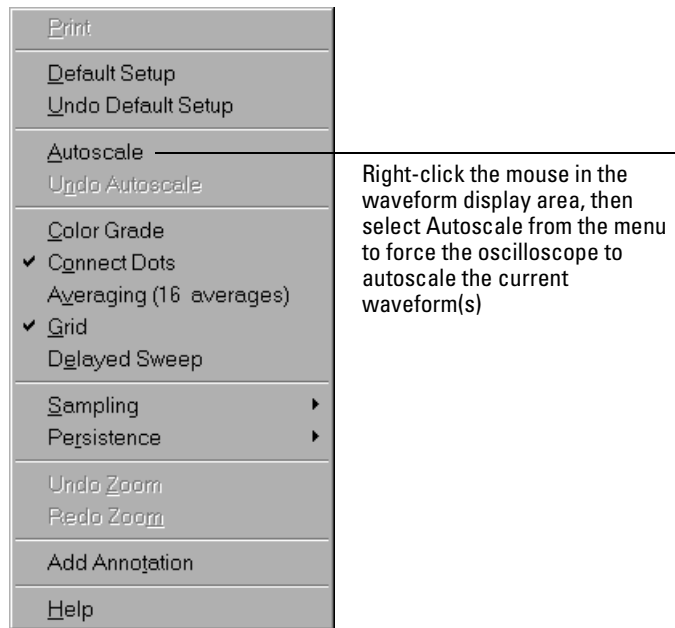 Print
Default Setup
Undo Default Setup
Autoscale
Undo Autoscale
Color Grade
✔ Connect Dots
Averaging (16 averages)
✔ Grid
Delayed Sweep
Sampling
Persistence
Undo Zoom
Redo Zoom
Add Annotation
Help
Right-click the mouse in the
waveform display area, then
select Autoscale from the menu
to force the oscilloscope to
autoscale the current
waveform(s)